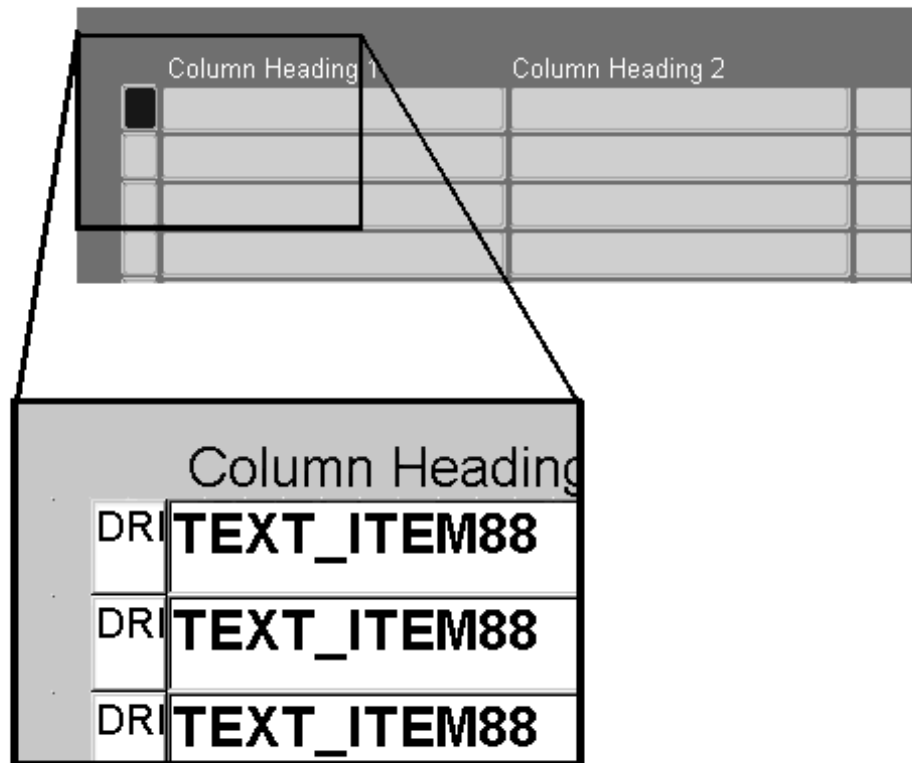 Column Heading 1 Column Heading 2
Column Heading
DRI TEXT_ITEM88
DRI TEXT_ITEM88
DRI TEXT_ITEM88